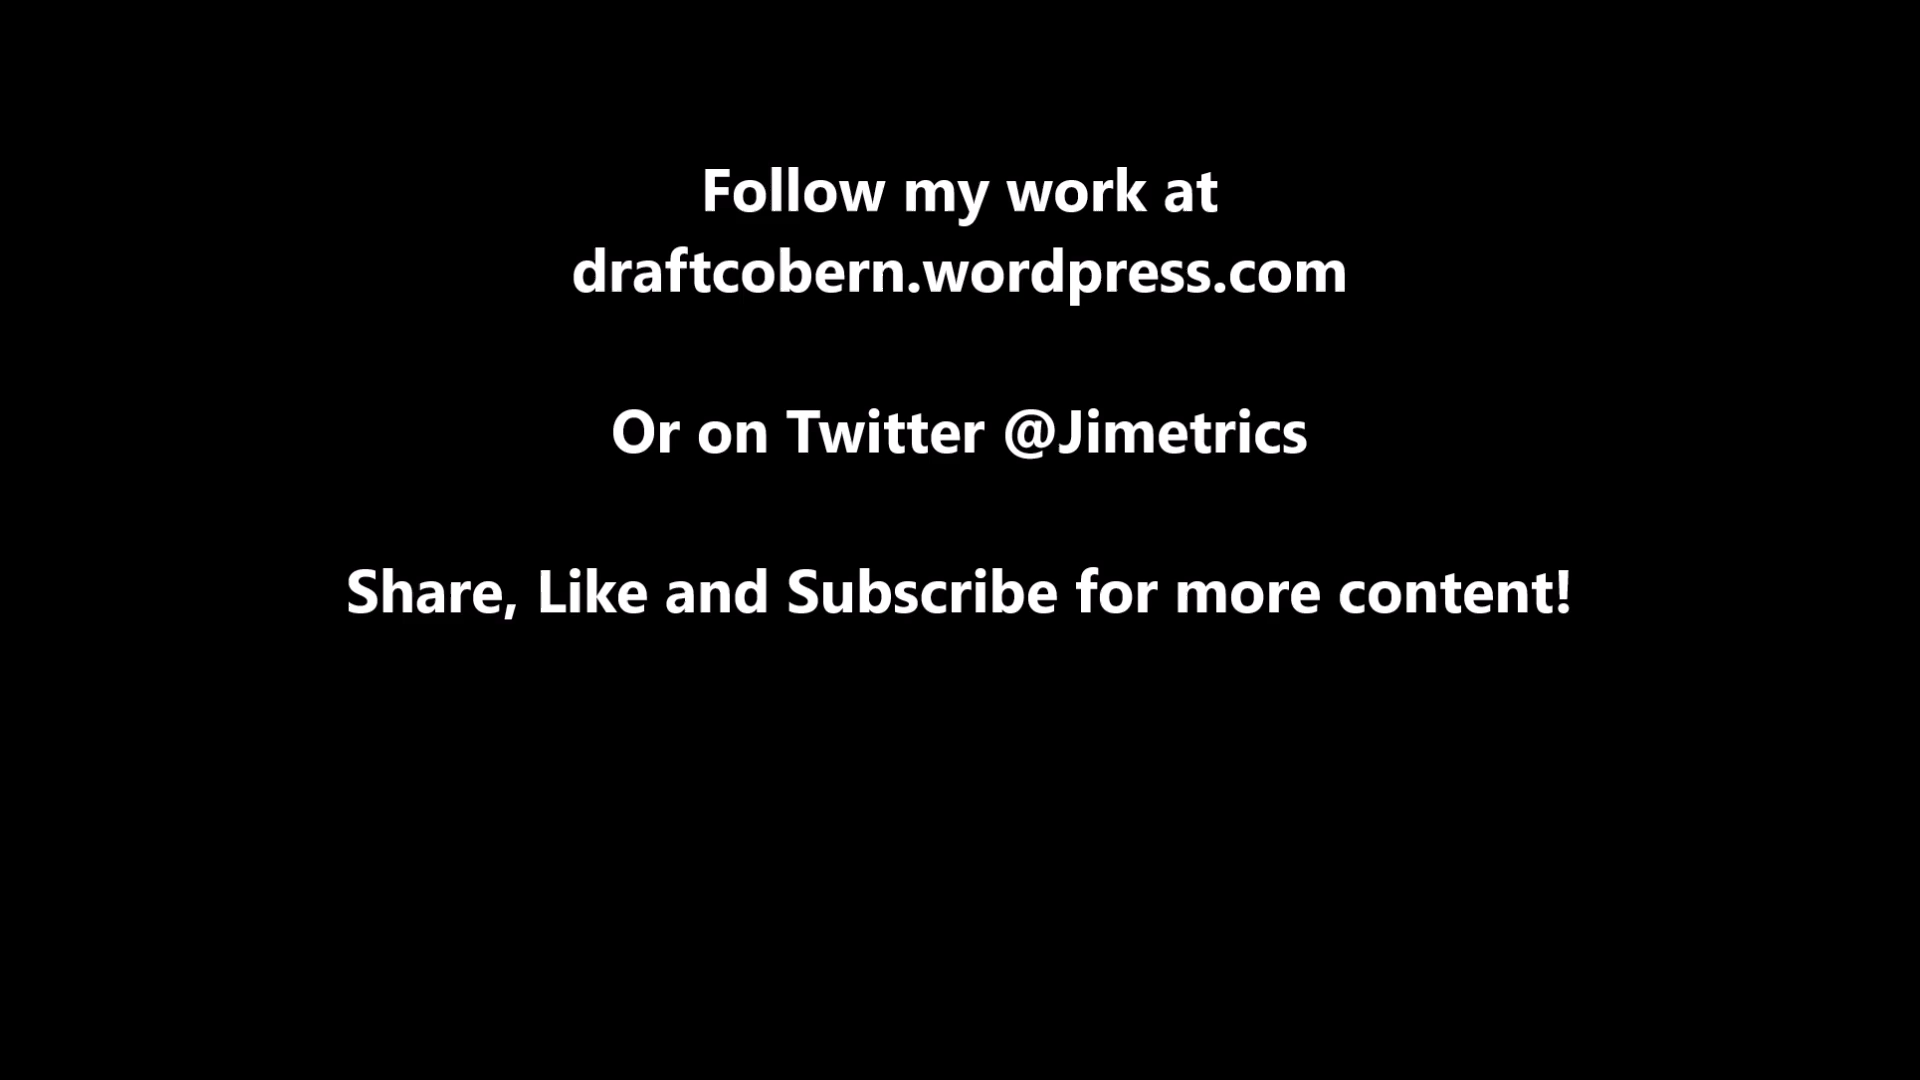 Follow my work at
draftcobern.wordpress.com
Or on Twitter @Jimetrics
Share, Like and Subscribe for more content!